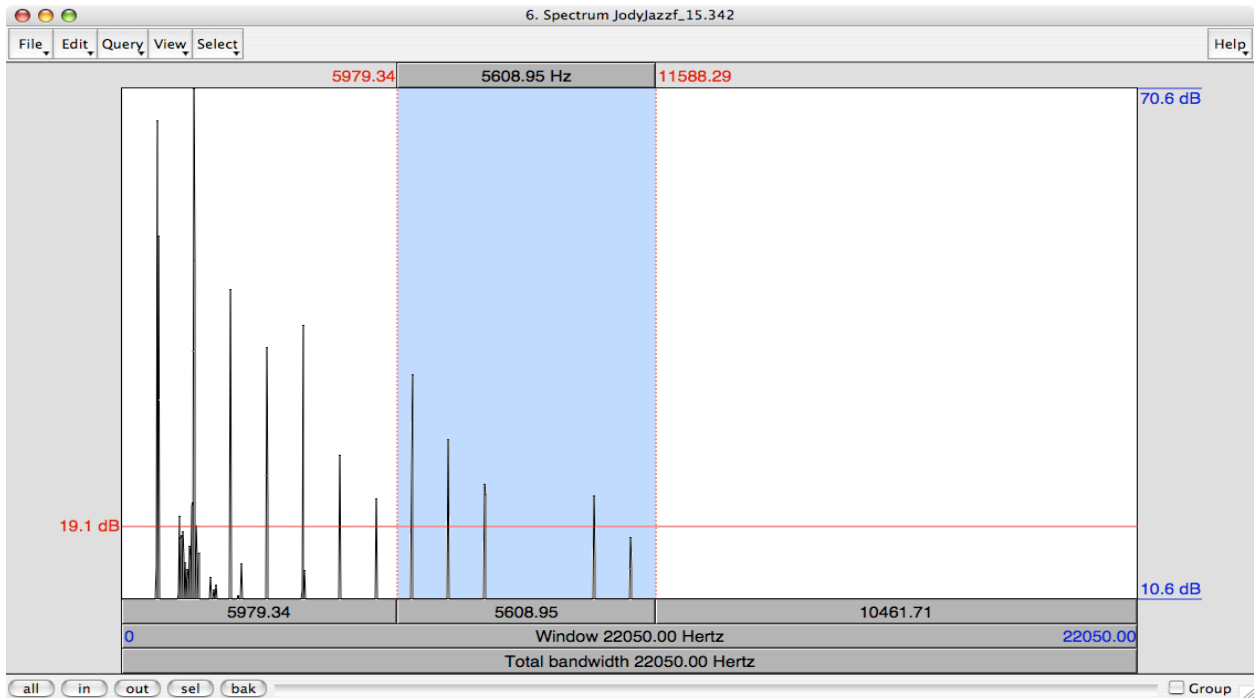 6. Spectrum JodyJazzf_15.342
File Edit Query View Select Help
5979.34 5608.95 Hz 11588.29
70.6 dB
19.1 dB
10.6 dB
5979.34 5608.95 10461.71
0 Window 22050.00 Hertz 22050.00
Total bandwidth 22050.00 Hertz
all in out sel bak Group